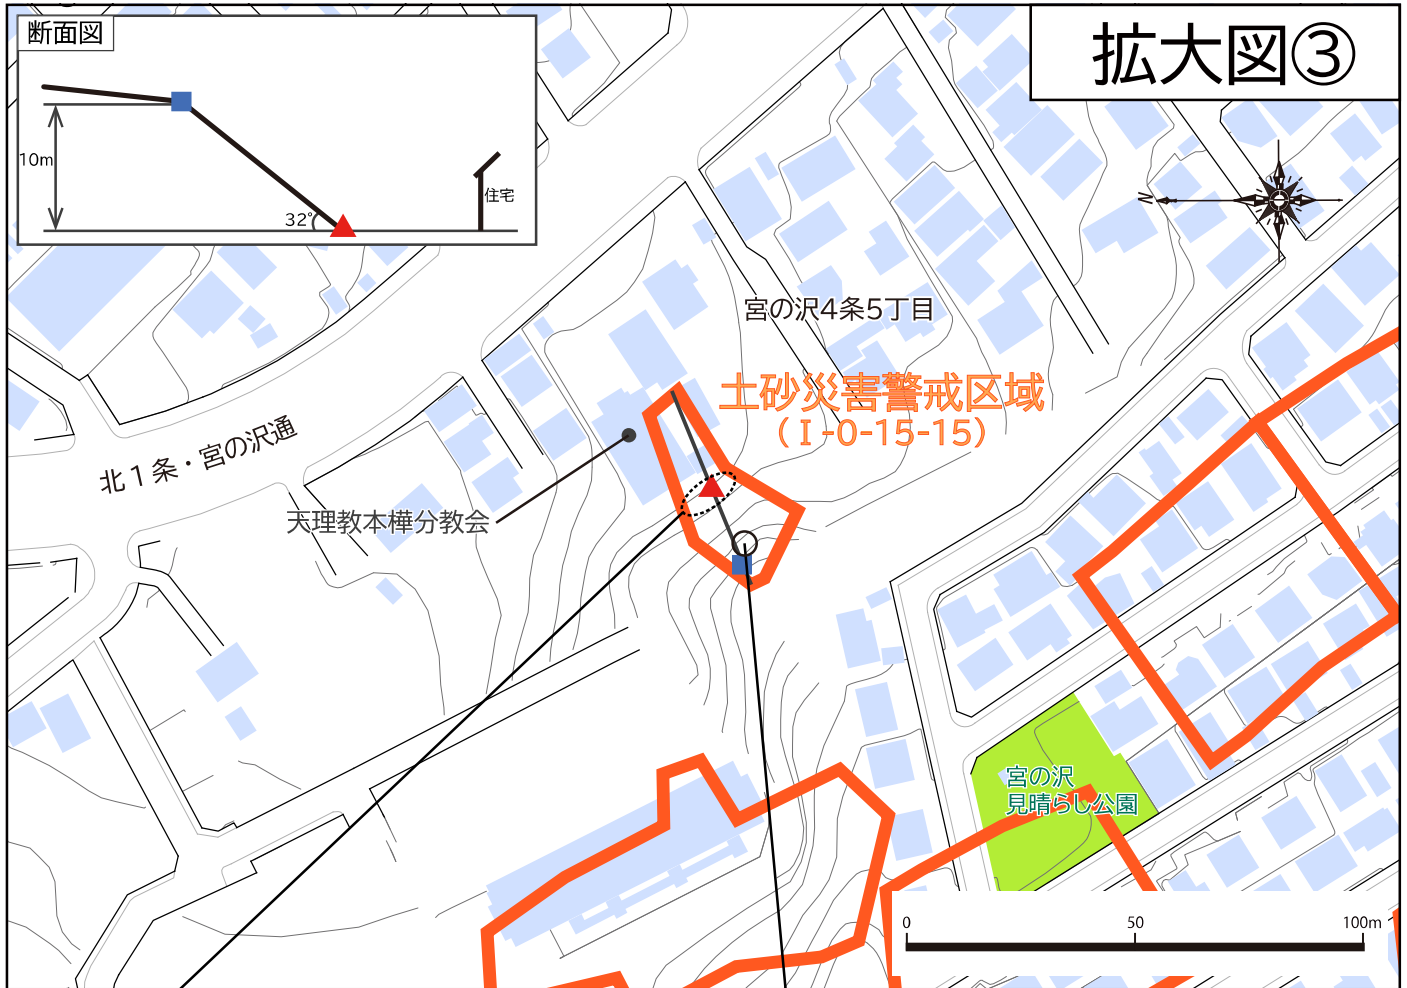 断面図
10m
32°
住宅
拡大図③
N
宮の沢4条5丁目
土砂災害警戒区域
（Ⅰ-0-15-15）
北1条・宮の沢通
天理教本樺分教会
宮の沢
見晴らし公園
0 50 100m